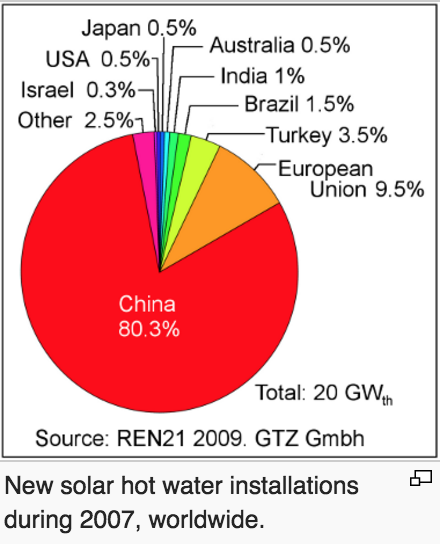 Japan 0.5%
USA 0.5%
Australia 0.5%
Israel 0.3%
India 1%
Other 2.5%
Brazil 1.5%
Turkey 3.5%
European
Union 9.5%
China
80.3%
Total: 20 GWth
Source: REN21 2009. GTZ Gmbh
New solar hot water installations
during 2007, worldwide.